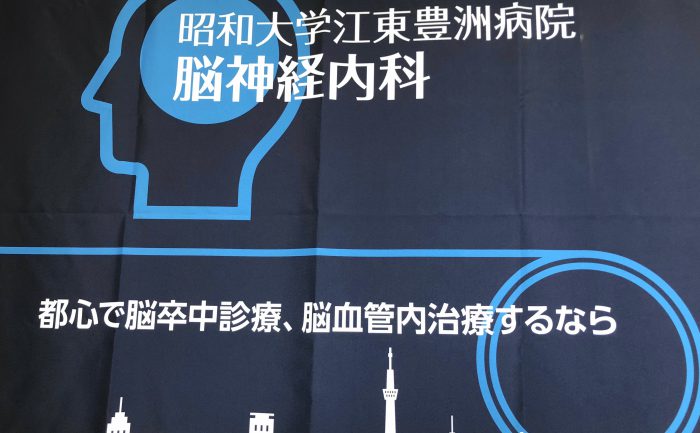 昭和大学江東豊洲病院
脳神経内科
都心で脳卒中診療、脳血管内治療するなら